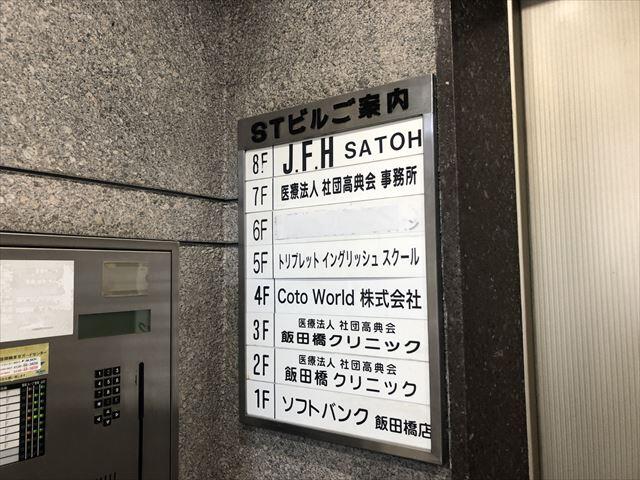 STビルご案内
8F J.F.H SATOH
7F 医療法人 社団高典会 事務所
6F
5F トリプレット イングリッシュ スクール
4F Coto World 株式会社
3F 医療法人 社団高典会
飯田橋クリニック
2F 医療法人 社団高典会
飯田橋 クリニック
1F ソフトバンク 飯田橋店